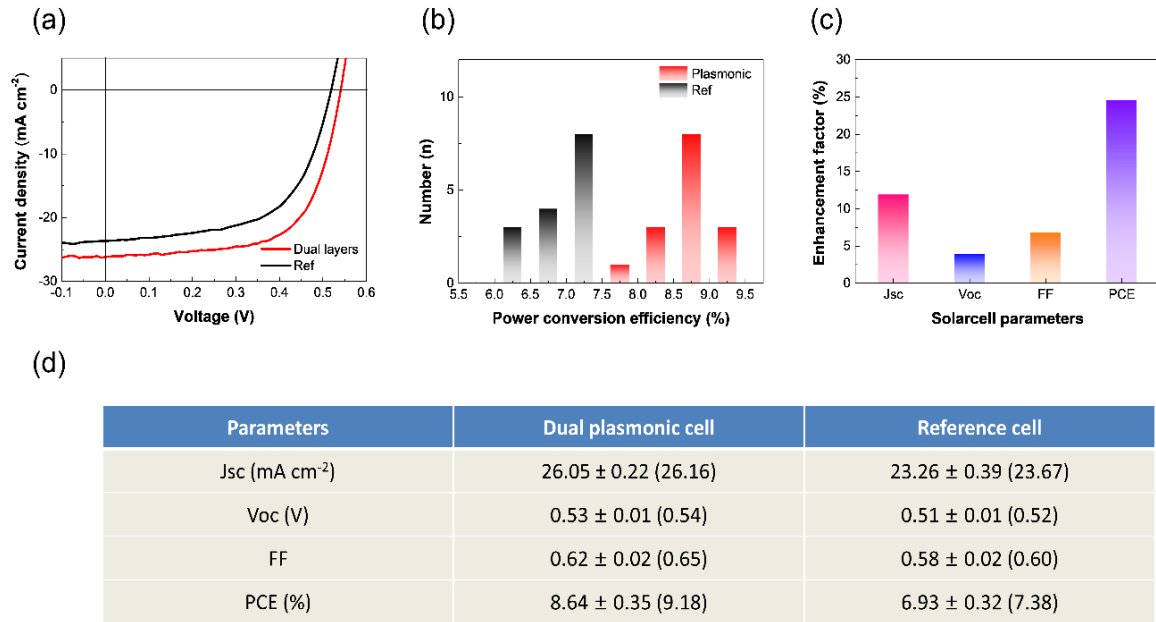 (a)
Current density (mA cm⁻²)
0
-10
-20
-30
-0.1 0.0 0.1 0.2 0.3 0.4 0.5 0.6
Voltage (V)
Dual layers
Ref
(b)
Number (n)
10
5
0
5.5 6.0 6.5 7.0 7.5 8.0 8.5 9.0 9.5
Power conversion efficiency (%)
Plasmonic
Ref
(c)
Enhancement factor (%)
30
25
20
15
10
5
0
Jsc Voc FF PCE
Solarcell parameters
(d)
Parameters Dual plasmonic cell Reference cell
Jsc (mA cm⁻²) 26.05 ± 0.22 (26.16) 23.26 ± 0.39 (23.67)
Voc (V) 0.53 ± 0.01 (0.54) 0.51 ± 0.01 (0.52)
FF 0.62 ± 0.02 (0.65) 0.58 ± 0.02 (0.60)
PCE (%) 8.64 ± 0.35 (9.18) 6.93 ± 0.32 (7.38)